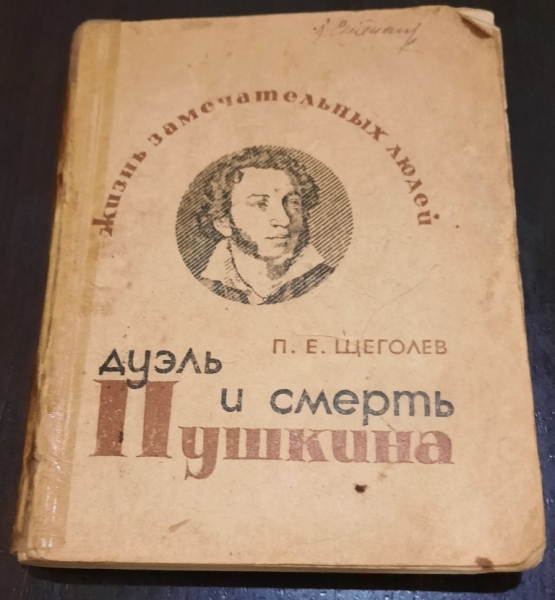 жизнь замечательных людей
П. Е. ЩЕГОЛЕВ
дуэль
и смерть
Пушкина